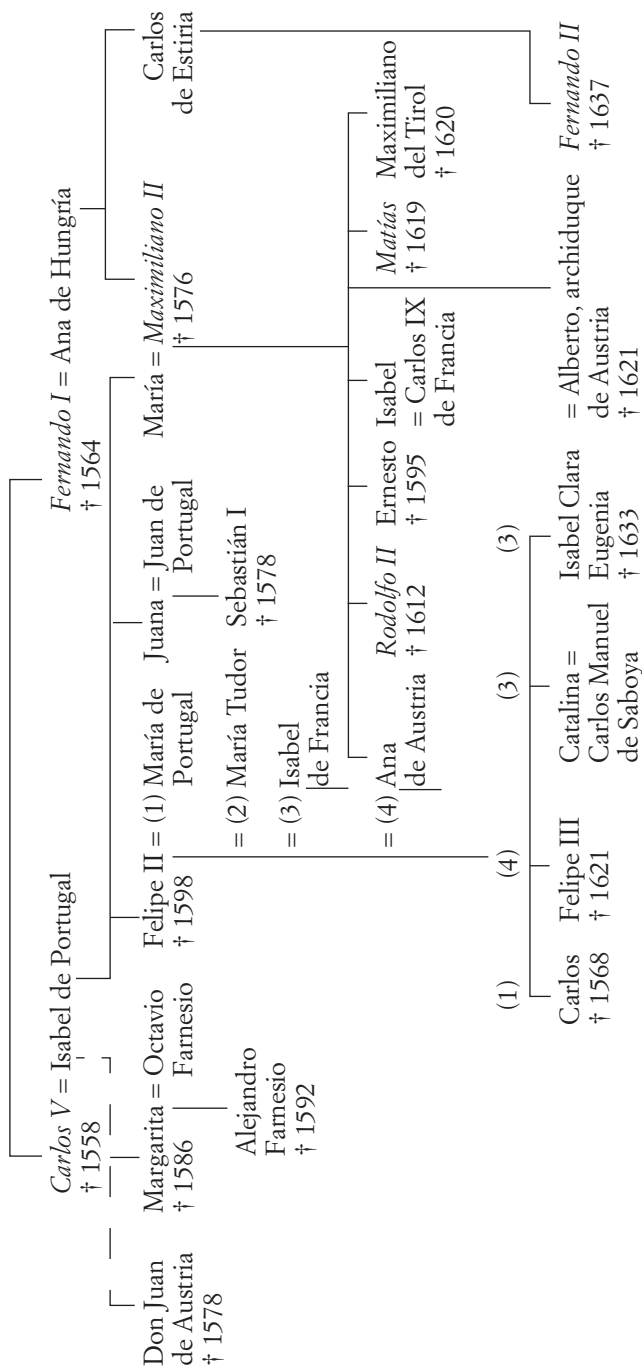 Carlos V = Isabel de Portugal
† 1558
Fernando I = Ana de Hungría
† 1564
Don Juan
de Austria
† 1578
Margarita = Octavio
† 1586 Farnesio
Alejandro
Farnesio
† 1592
Felipe II = (1) María de
† 1598 Portugal
= (2) María Tudor
= (3) Isabel
de Francia
= (4) Ana
de Austria
Juana = Juan de
Portugal
Sebastián I
† 1578
María = Maximiliano II
† 1576
Carlos
de Estiria
Rodolfo II
† 1612
Ernesto
† 1595
Isabel
= Carlos IX
de Francia
Matías
† 1619
Maximiliano
del Tirol
† 1620
(1)
(4)
(3)
(3)
Carlos
† 1568
Felipe III
† 1621
Catalina =
Carlos Manuel
de Saboya
Isabel Clara
Eugenia
† 1633
= Alberto, archiduque
de Austria
† 1621
Fernando II
† 1637